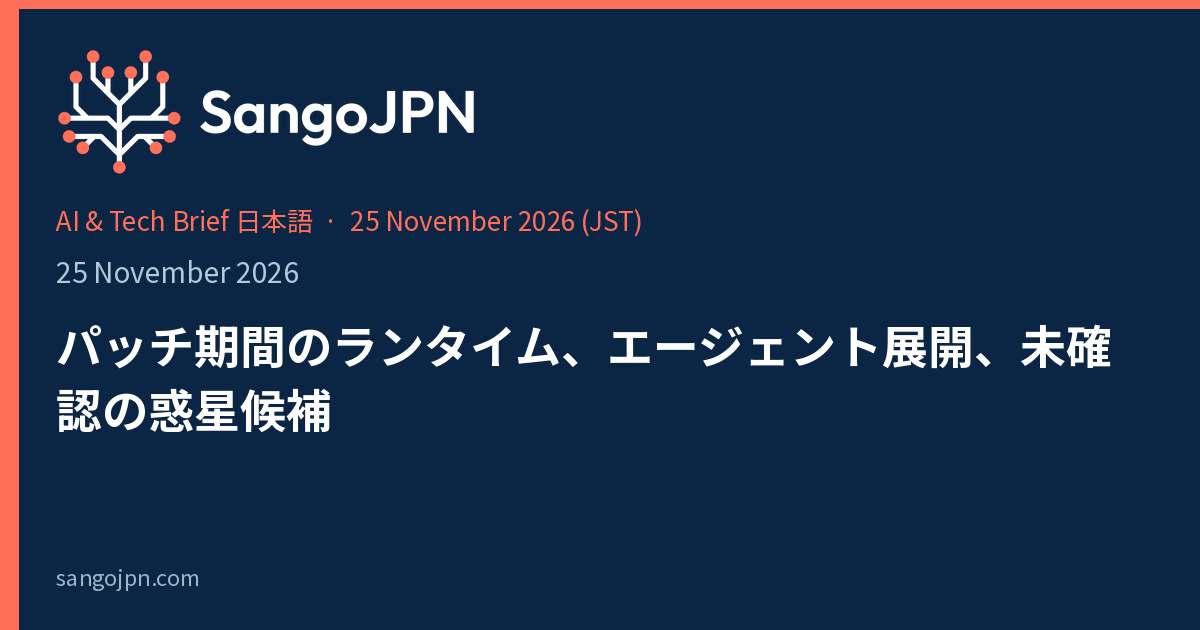 SangoJPN
AI & Tech Brief 日本語 · 25 November 2026 (JST)
25 November 2026
パッチ期間のランタイム、エージェント展開、未確
認の惑星候補
sangojpn.com